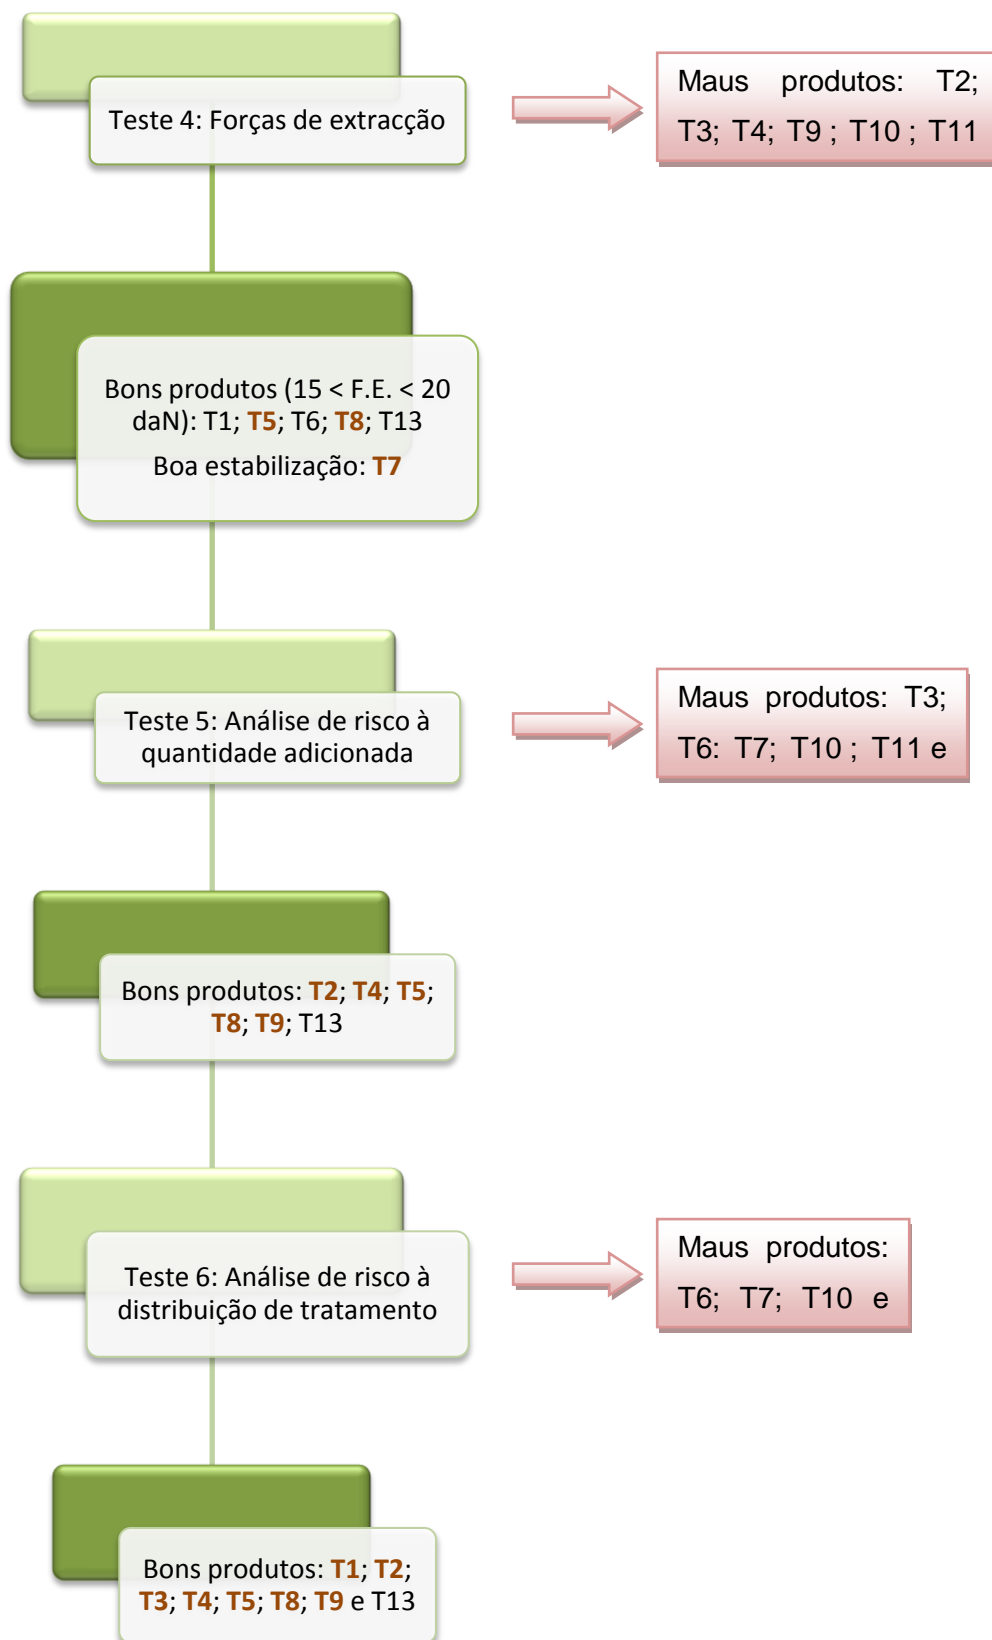 Teste 4: Forças de extracção
Maus produtos: T2;
T3; T4; T9 ; T10 ; T11
Bons produtos (15 < F.E. < 20
daN): T1; T5; T6; T8; T13
Boa estabilização: T7
Teste 5: Análise de risco à
quantidade adicionada
Maus produtos: T3;
T6: T7; T10 ; T11 e
Bons produtos: T2; T4; T5;
T8; T9; T13
Teste 6: Análise de risco à
distribuição de tratamento
Maus produtos:
T6; T7; T10 e
Bons produtos: T1; T2;
T3; T4; T5; T8; T9 e T13